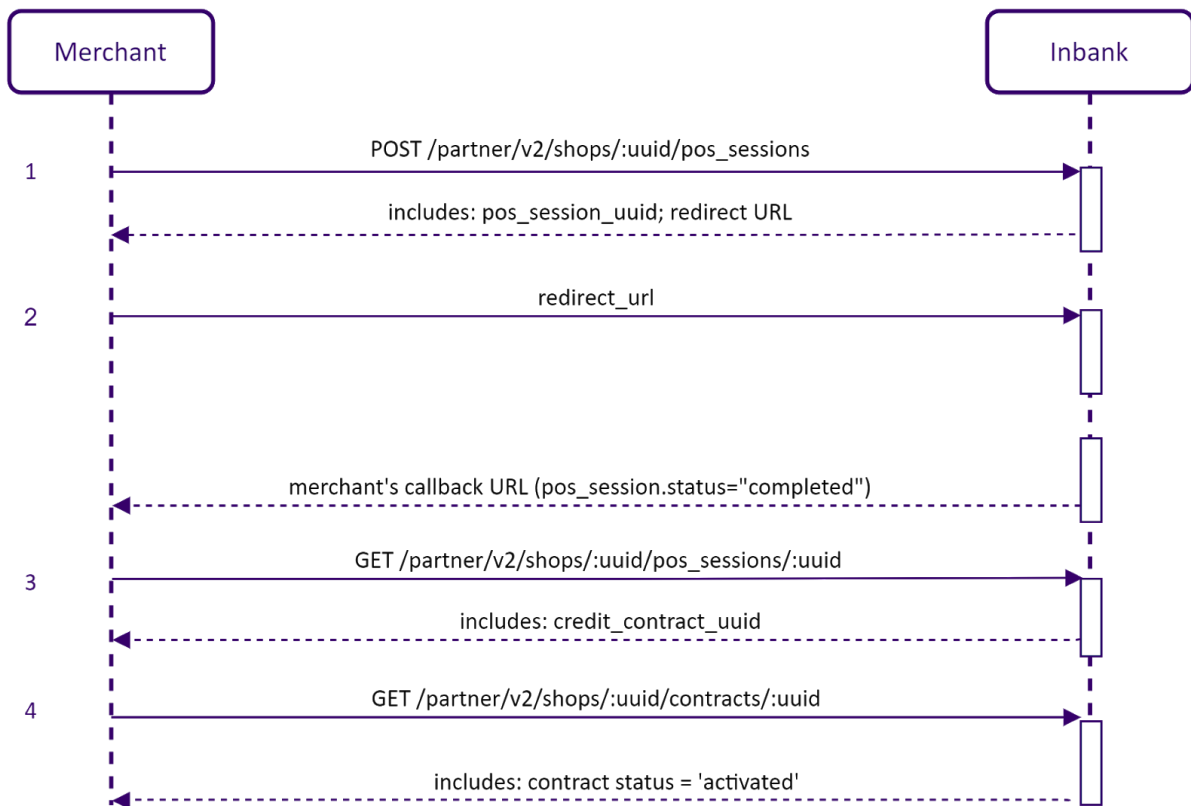 Merchant
Inbank
POST /partner/v2/shops/:uuid/pos_sessions
1
includes: pos_session_uuid; redirect URL
redirect_url
2
merchant's callback URL (pos_session.status="completed")
GET /partner/v2/shops/:uuid/pos_sessions/:uuid
3
includes: credit_contract_uuid
GET /partner/v2/shops/:uuid/contracts/:uuid
4
includes: contract status = 'activated'